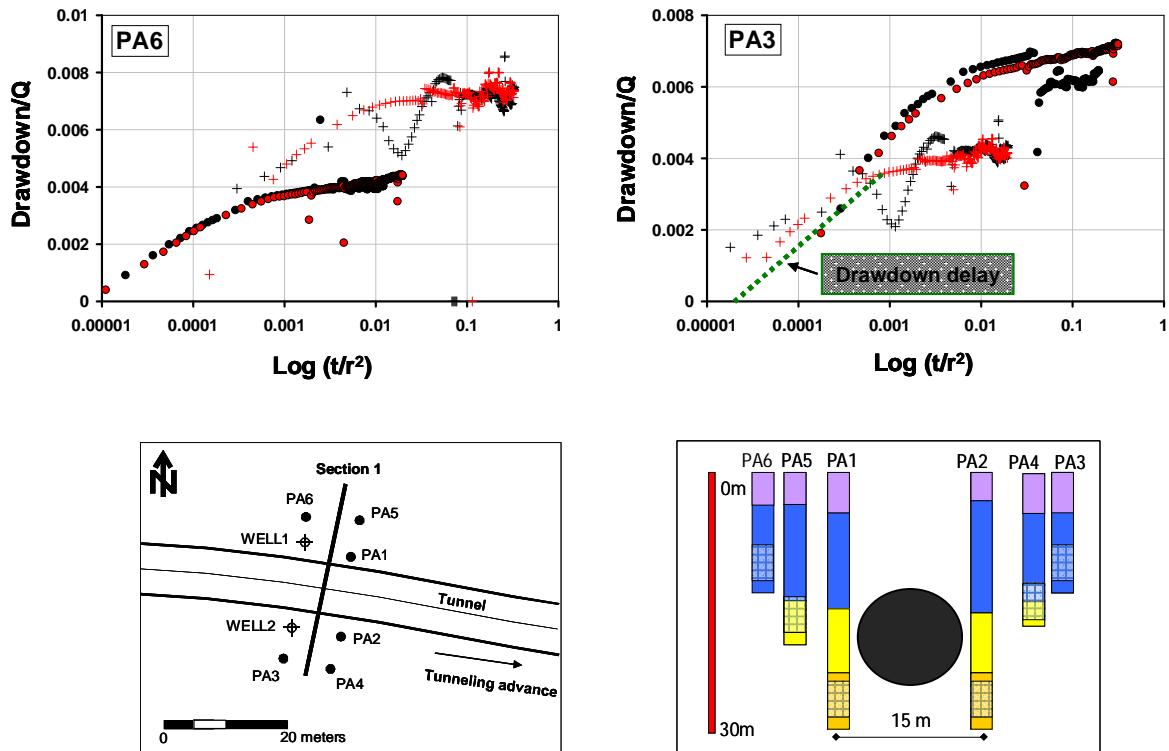 PA6
0.01
0.008
0.006
0.004
0.002
0
Drawdown/Q
0.00001 0.0001 0.001 0.01 0.1 1
Log (t/r²)
PA3
0.008
0.006
0.004
0.002
0
Drawdown/Q
Drawdown delay
0.00001 0.0001 0.001 0.01 0.1 1
Log (t/r²)
N
Section 1
PA6
PA5
WELL1
PA1
Tunnel
WELL2
PA2
PA3
PA4
Tunneling advance
0 20 meters
PA6 PA5 PA1 PA2 PA4 PA3
0m
30m
15 m